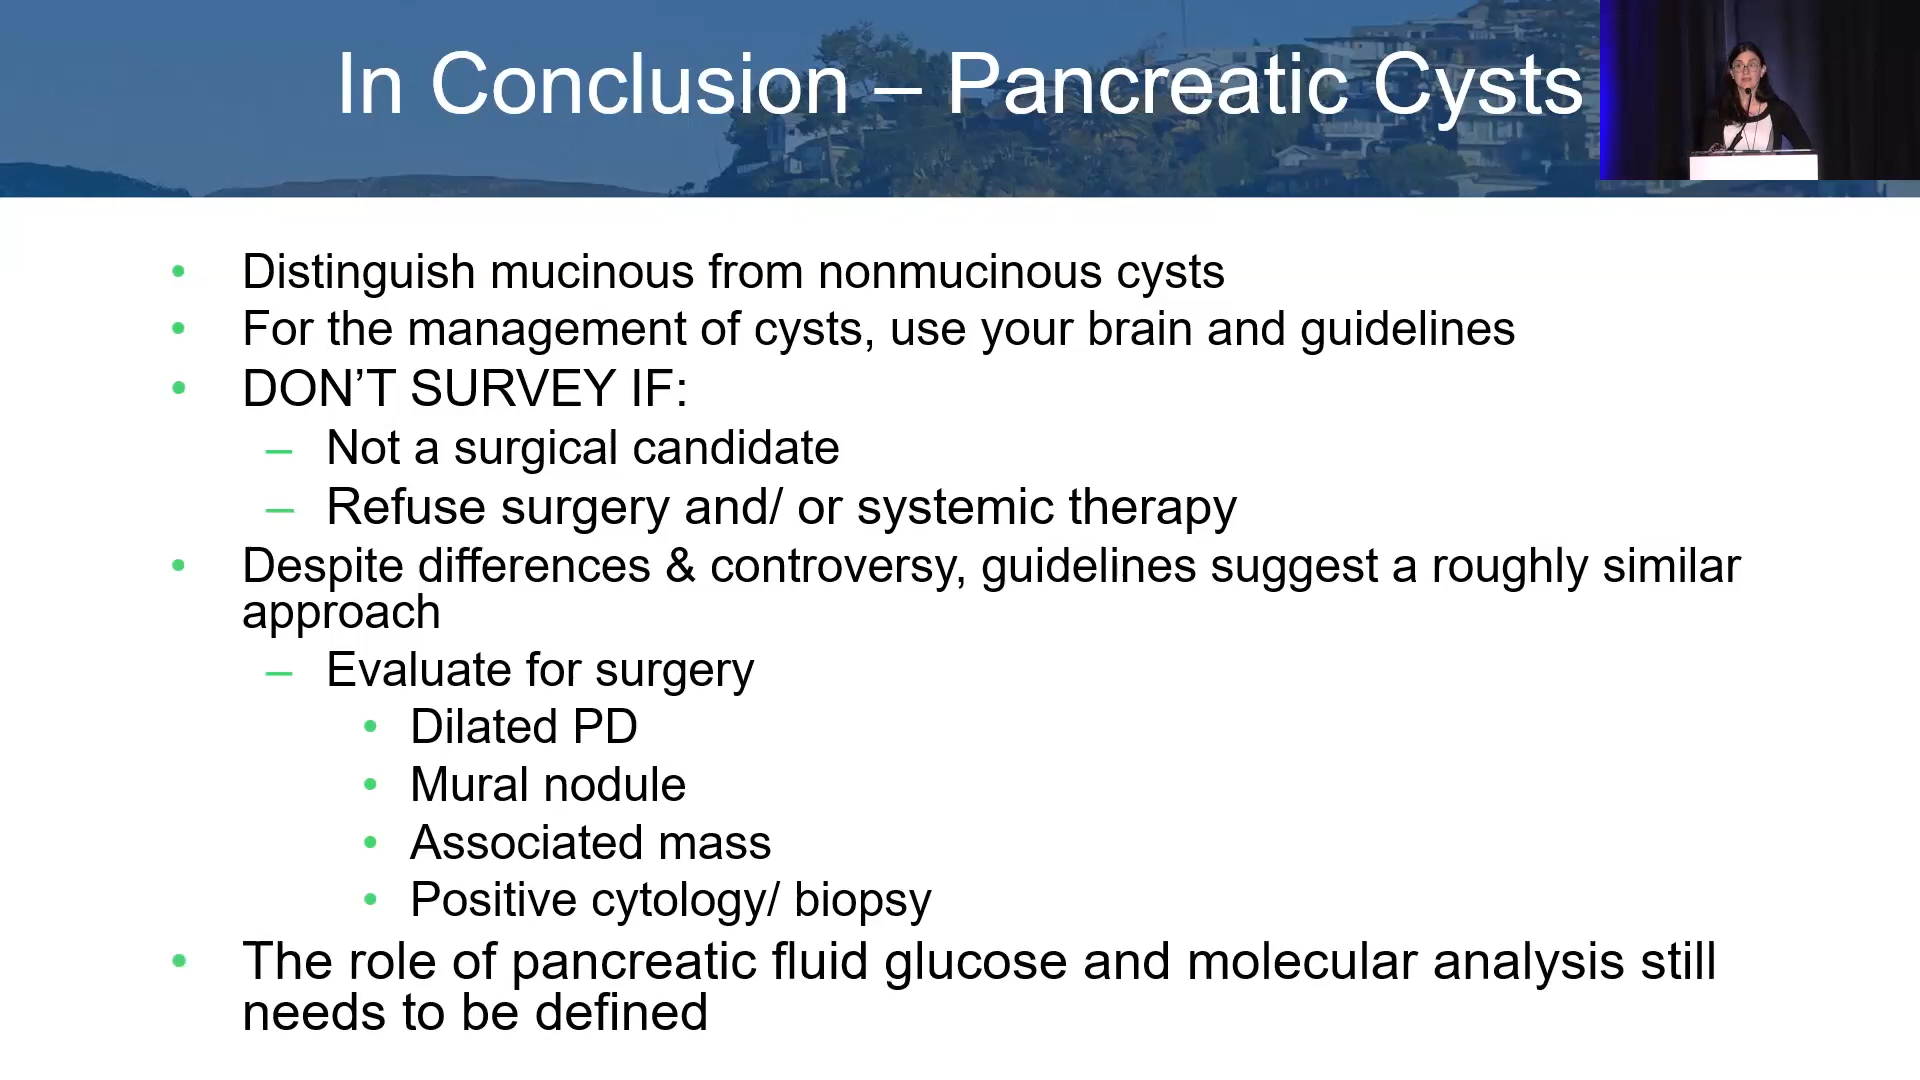 In Conclusion – Pancreatic Cysts
• Distinguish mucinous from nonmucinous cysts
• For the management of cysts, use your brain and guidelines
• DON’T SURVEY IF:
– Not a surgical candidate
– Refuse surgery and/ or systemic therapy
• Despite differences & controversy, guidelines suggest a roughly similar
approach
– Evaluate for surgery
• Dilated PD
• Mural nodule
• Associated mass
• Positive cytology/ biopsy
• The role of pancreatic fluid glucose and molecular analysis still
needs to be defined